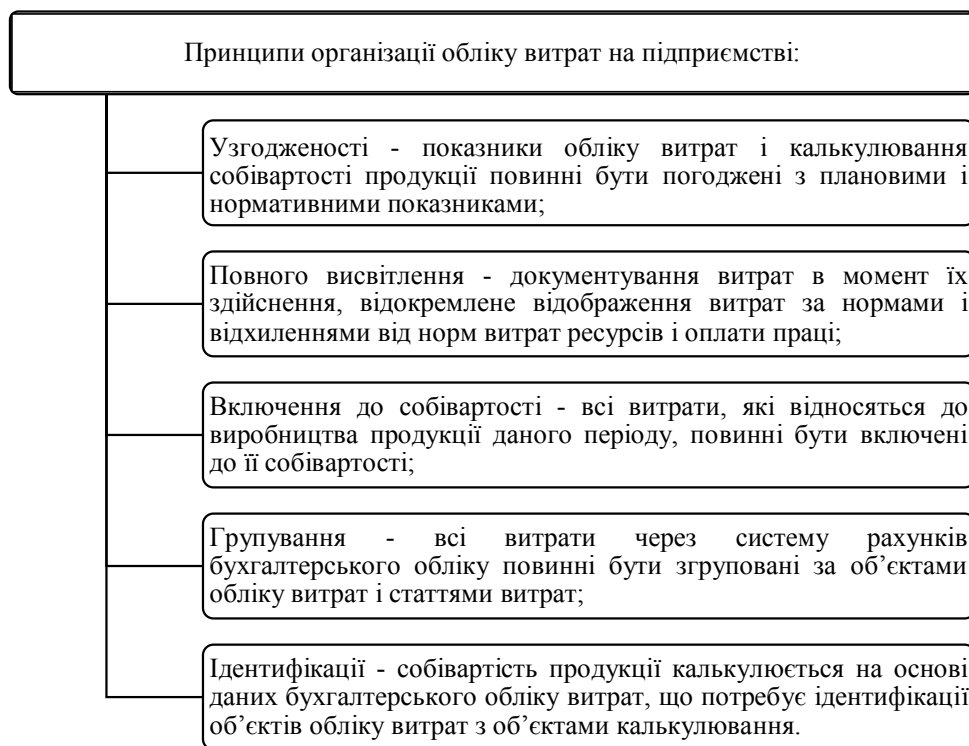 Принципи організації обліку витрат на підприємстві:
Узгодженості - показники обліку витрат і калькулювання
собівартості продукції повинні бути погоджені з плановими і
нормативними показниками;
Повного висвітлення - документування витрат в момент їх
здійснення, відокремлене відображення витрат за нормами і
відхиленнями від норм витрат ресурсів і оплати праці;
Включення до собівартості - всі витрати, які відносяться до
виробництва продукції даного періоду, повинні бути включені
до її собівартості;
Групування - всі витрати через систему рахунків
бухгалтерського обліку повинні бути згруповані за об’єктами
обліку витрат і статтями витрат;
Ідентифікації - собівартість продукції калькулюється на основі
даних бухгалтерського обліку витрат, що потребує ідентифікації
об’єктів обліку витрат з об’єктами калькулювання.